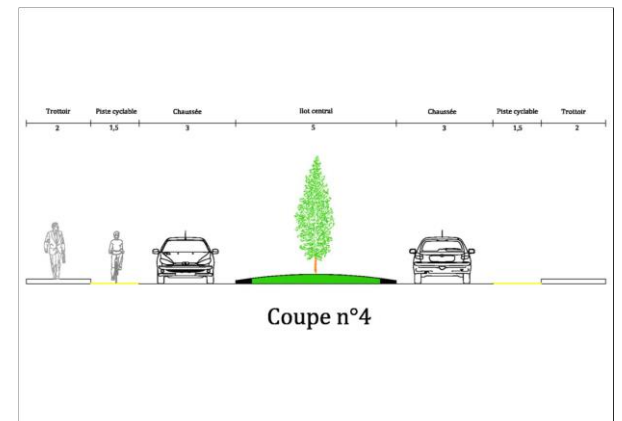 Trottoir Piste cyclable Chaussée Ilot central Chaussée Piste cyclable Trottoir
2 1,5 3 5 3 1,5 2
Coupe n°4